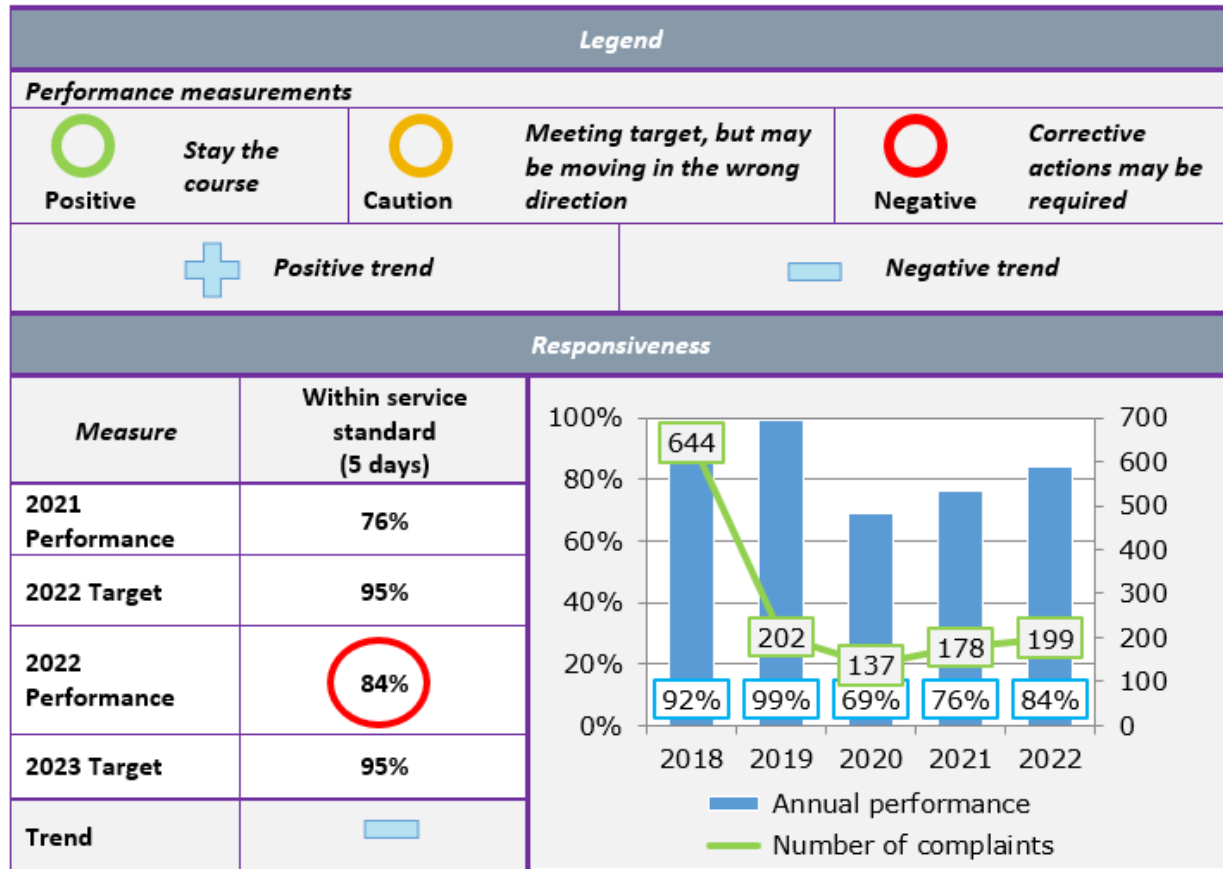 Legend
Performance measurements
Positive
Stay the
course
Caution
Meeting target, but may
be moving in the wrong
direction
Negative
Corrective
actions may be
required
Positive trend
Negative trend
Responsiveness
Measure
Within service
standard
(5 days)
2021
Performance
76%
2022 Target
95%
2022
Performance
84%
2023 Target
95%
Trend
100%
80%
60%
40%
20%
0%
700
600
500
400
300
200
100
0
644
202
137
178
199
92%
99%
69%
76%
84%
2018
2019
2020
2021
2022
Annual performance
Number of complaints